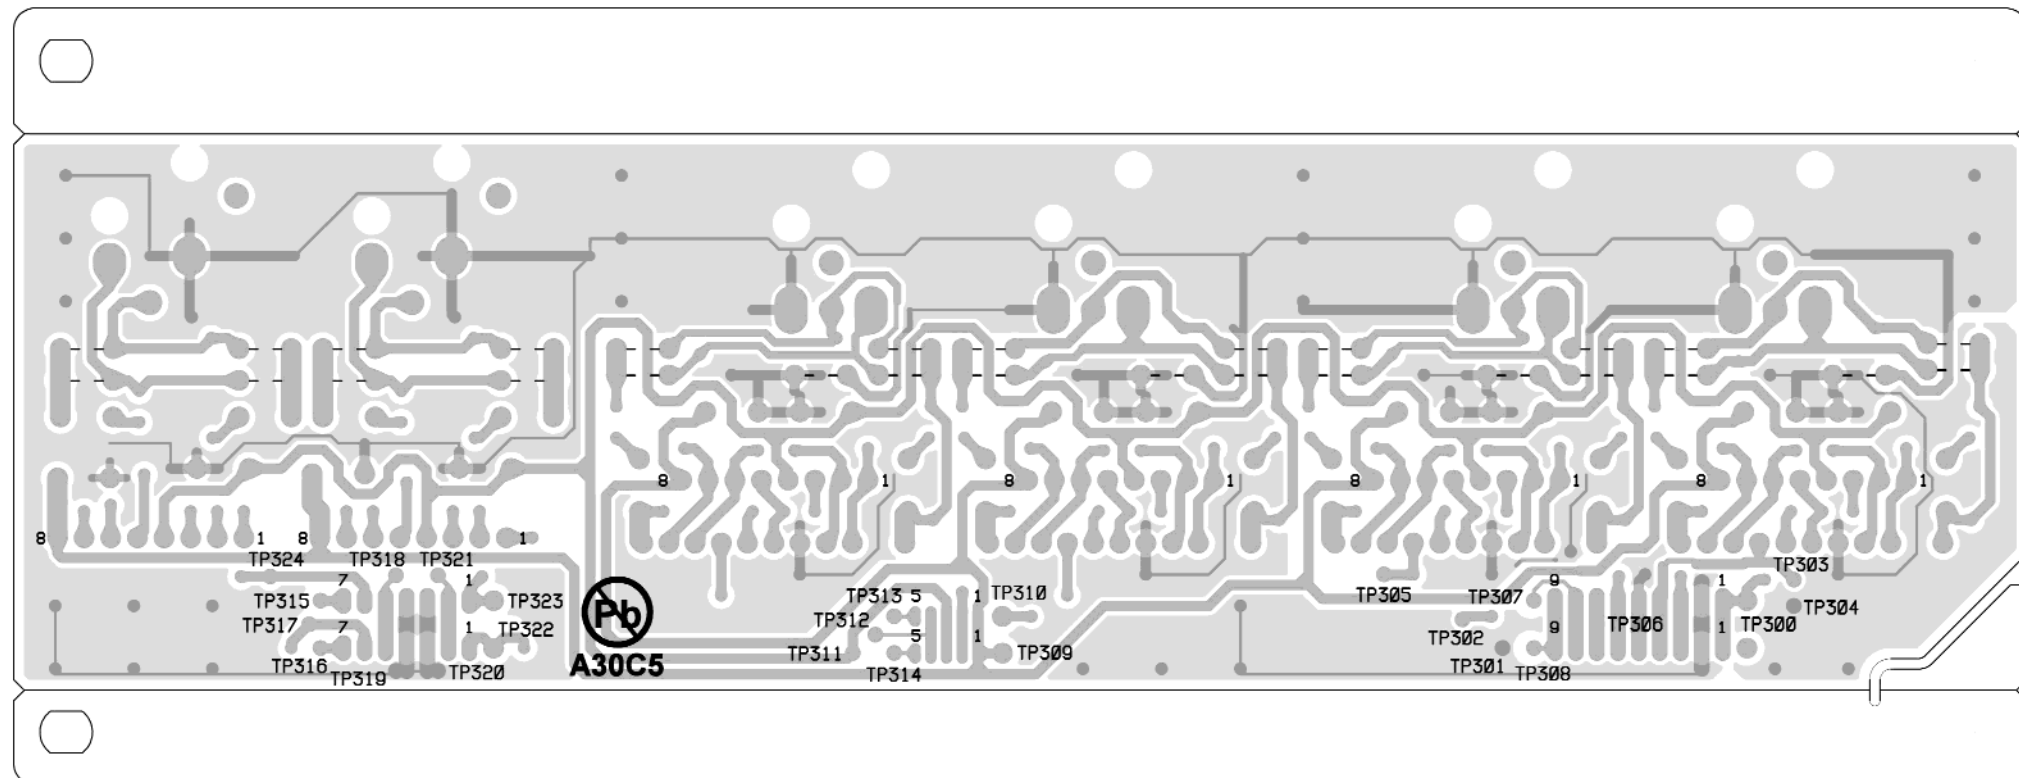 8 1 8 1 8 1 8 1
8 1 8 1
TP324 TP318 TP321
TP303
7 1 9 1
TP315 TP323 TP313 5 1 TP310 TP305 TP307
TP304
TP317 7 1 TP322 Pb TP312 5 1 TP302 9 TP306 1 TP300
TP316 A30C5 TP311 TP309
TP319 TP320 TP314 TP301 TP308